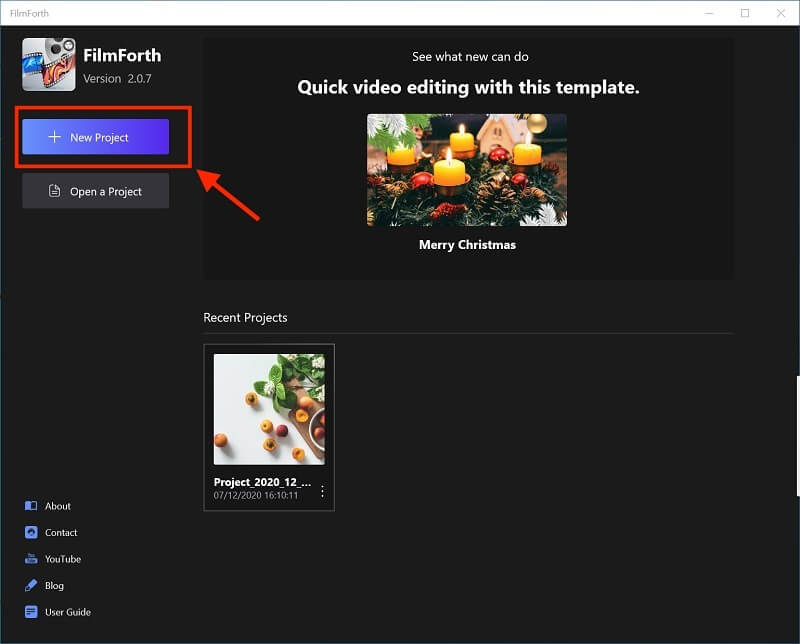 FilmForth
FilmForth
Version 2.0.7
New Project
Open a Project
See what new can do
Quick video editing with this template.
Merry Christmas
Recent Projects
Project_2020_12_...
07/12/2020 16:10:11
About
Contact
YouTube
Blog
User Guide